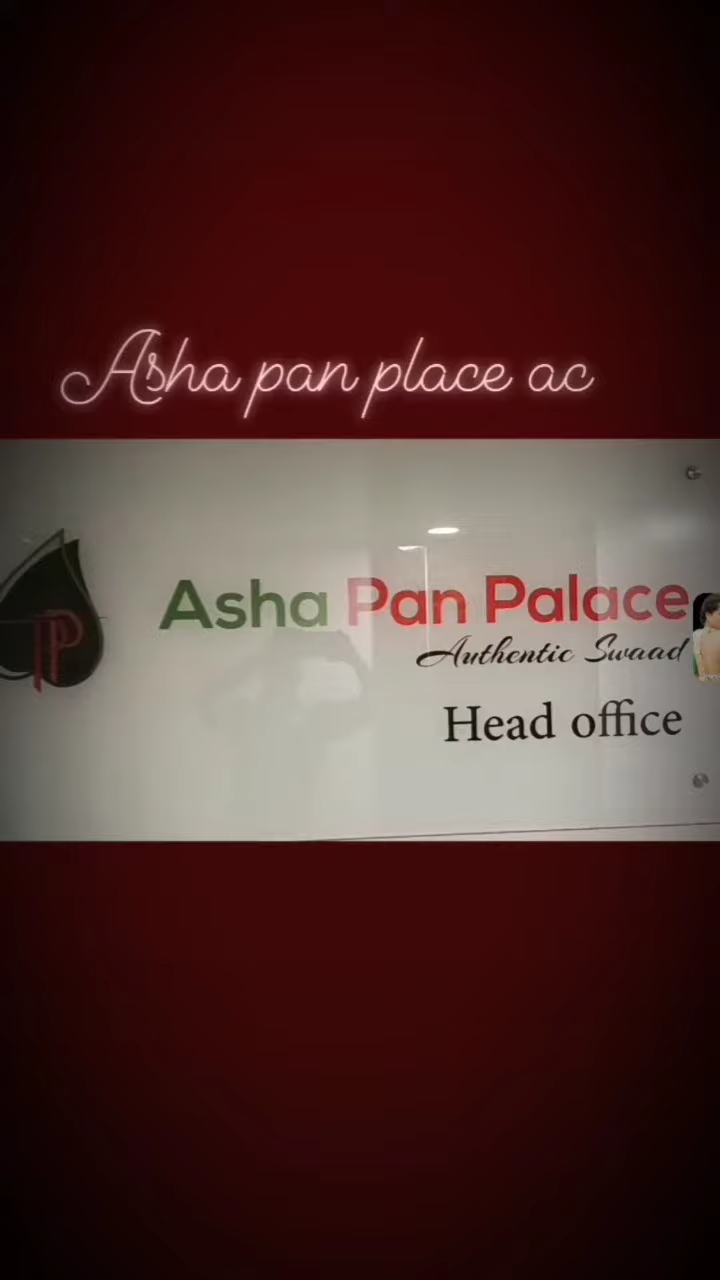 Asha pan place ac
Asha Pan Palace
Authentic Swaad
Head office